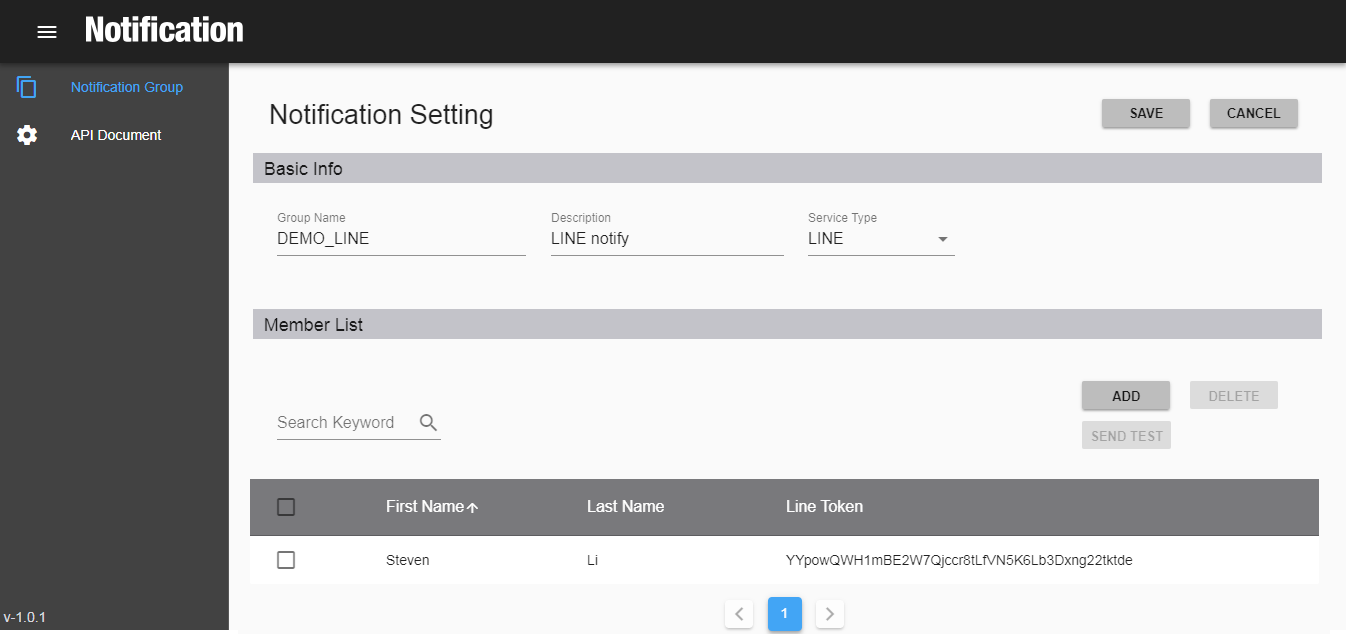 Notification
Notification Group
API Document
Notification Setting
SAVE
CANCEL
Basic Info
Group Name
Description
Service Type
DEMO_LINE
LINE notify
LINE
Member List
ADD
DELETE
Search Keyword
SEND TEST
First Name
Last Name
Line Token
Steven
Li
YYpowQWH1mBE2W7Qjccr8tLfVN5K6Lb3Dxng22tktde
1
v-1.0.1